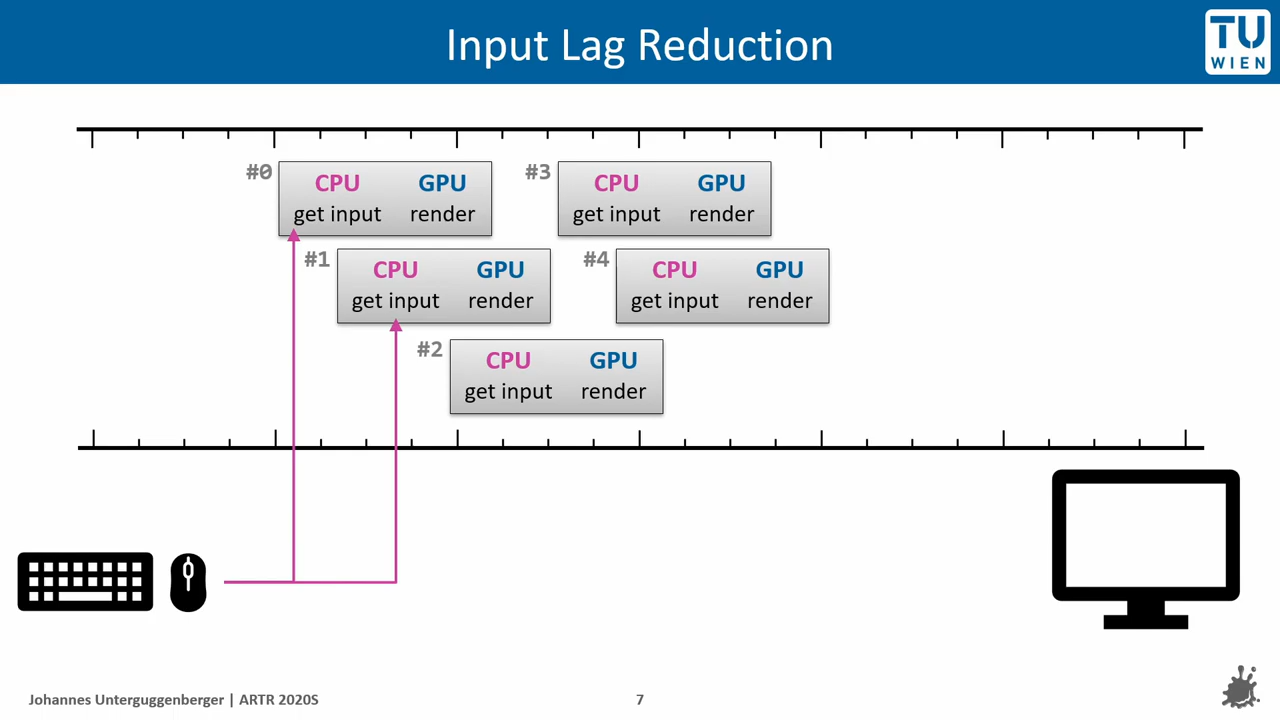 Input Lag Reduction
TU
WIEN
#0
CPU GPU
get input render
#3
CPU GPU
get input render
#1
CPU GPU
get input render
#4
CPU GPU
get input render
#2
CPU GPU
get input render
Johannes Unterguggenberger | ARTR 2020S
7